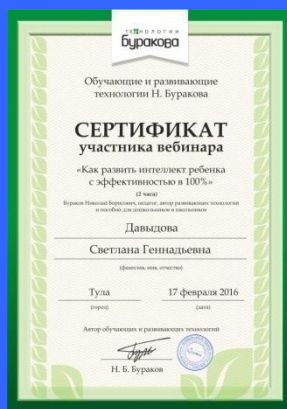 технологии
буракова
Обучающие и развивающие
технологии Н. Буракова
СЕРТИФИКАТ
участника вебинара
«Как развить интеллект ребенка
с эффективностью в 100%»
(2 часа)
Бураков Николай Борисович, педагог, автор развивающих технологий
и пособий для дошкольников и школьников
Давыдова
Светлана Геннадьевна
(фамилия, имя, отчество)
Тула 17 февраля 2016
(город) (дата)
Автор обучающих и развивающих технологий
Н. Б. Бураков